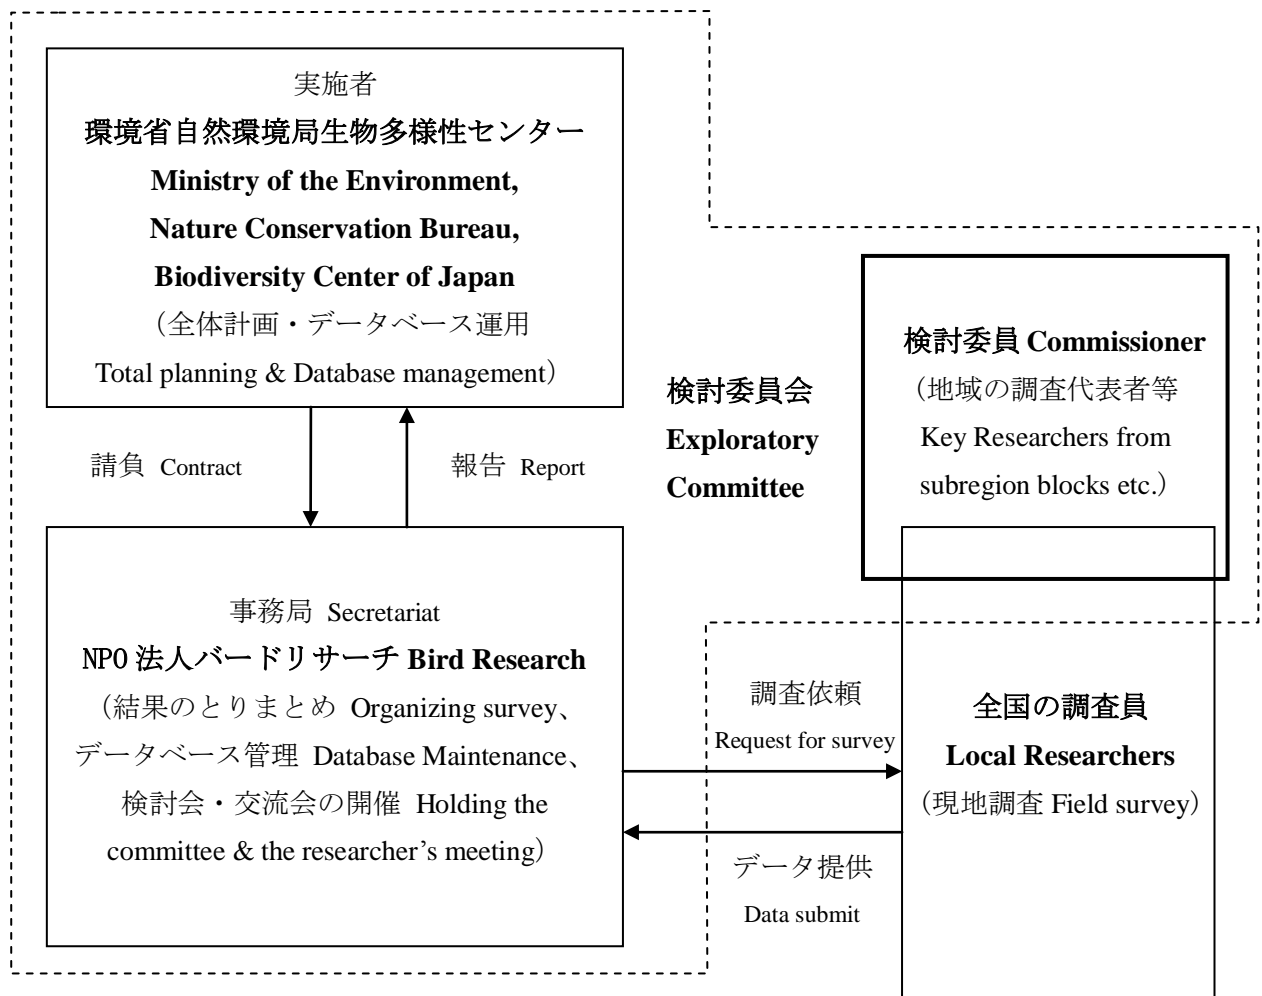 実施者
環境省自然環境局生物多様性センター
Ministry of the Environment,
Nature Conservation Bureau,
Biodiversity Center of Japan
（全体計画・データベース運用
Total planning & Database management）
請負 Contract
報告 Report
検討委員会
Exploratory
Committee
検討委員 Commissioner
（地域の調査代表者等
Key Researchers from
subregion blocks etc.）
事務局 Secretariat
NPO 法人バードリサーチ Bird Research
（結果のとりまとめ Organizing survey、
データベース管理 Database Maintenance、
検討会・交流会の開催 Holding the
committee & the researcher’s meeting）
調査依頼
Request for survey
データ提供
Data submit
全国の調査員
Local Researchers
（現地調査 Field survey）